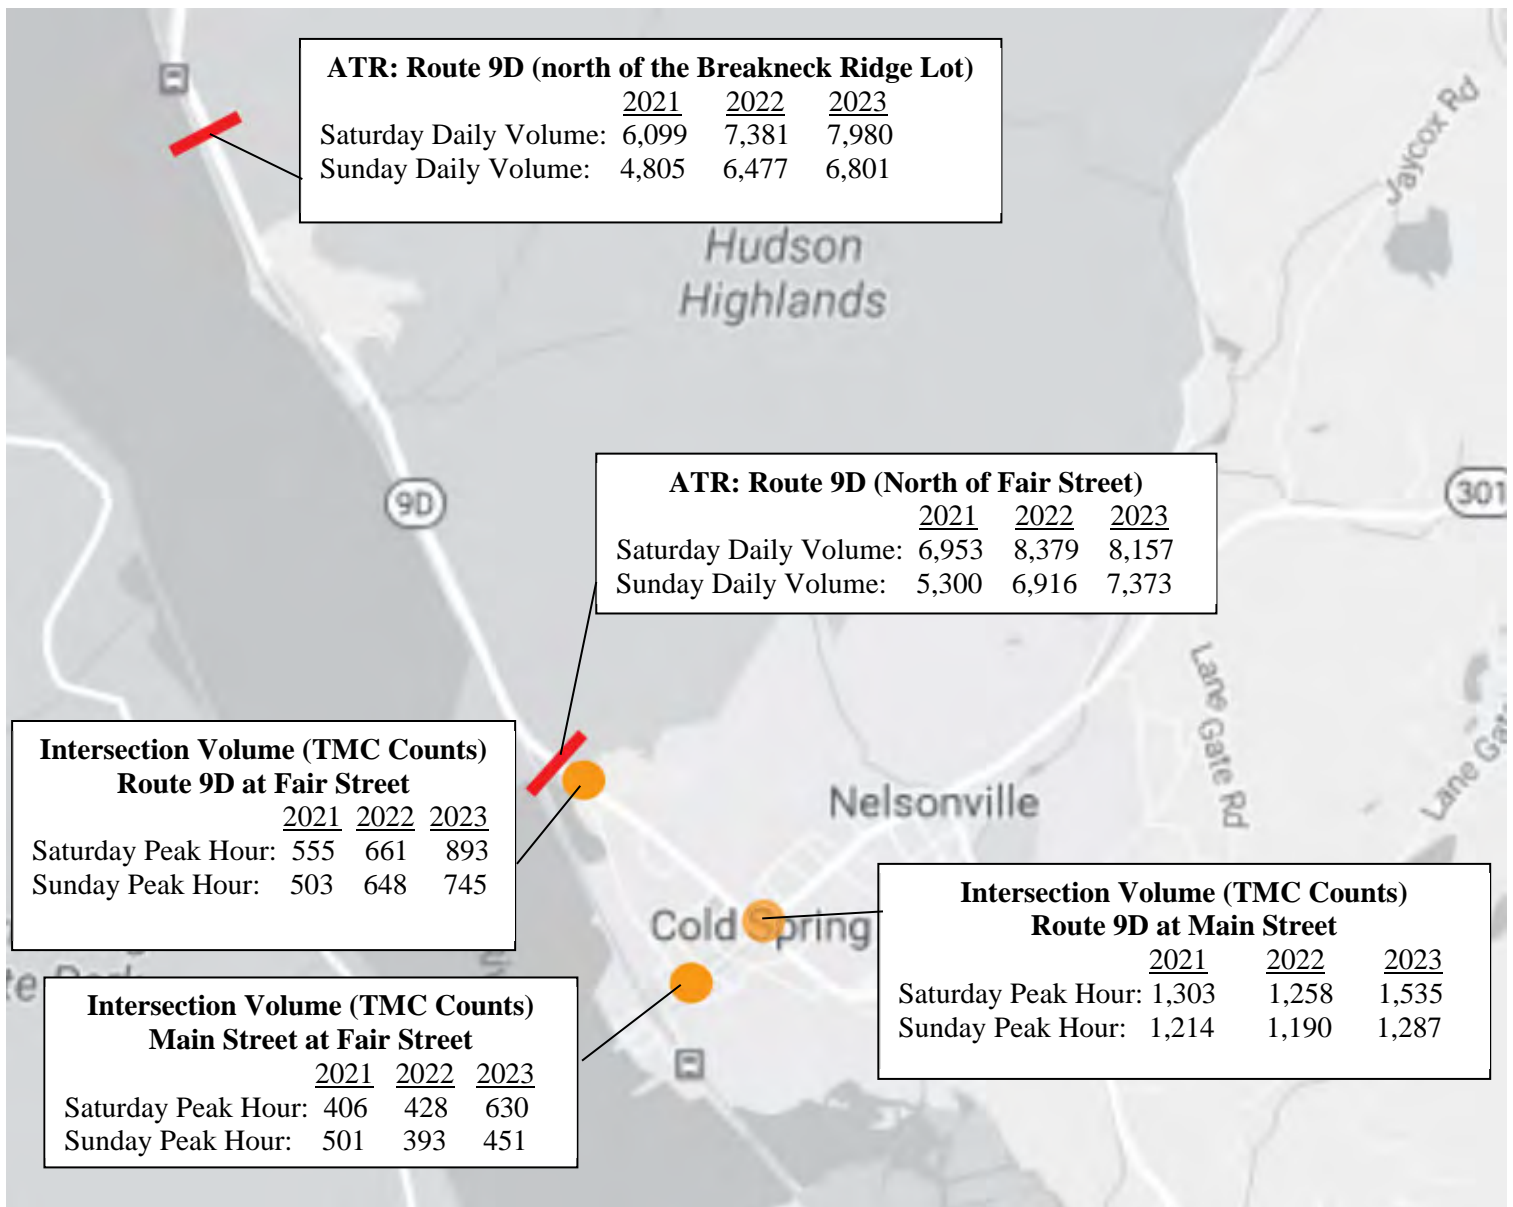 ATR: Route 9D (north of the Breakneck Ridge Lot)
2021 2022 2023
Saturday Daily Volume: 6,099 7,381 7,980
Sunday Daily Volume: 4,805 6,477 6,801
Jaycox Rd
Hudson
Highlands
ATR: Route 9D (North of Fair Street)
2021 2022 2023
Saturday Daily Volume: 6,953 8,379 8,157
Sunday Daily Volume: 5,300 6,916 7,373
9D
301
Lane Gate Rd
Lane Gat
Intersection Volume (TMC Counts)
Route 9D at Fair Street
2021 2022 2023
Saturday Peak Hour: 555 661 893
Sunday Peak Hour: 503 648 745
Nelsonville
Cold Spring
Intersection Volume (TMC Counts)
Route 9D at Main Street
2021 2022 2023
Saturday Peak Hour: 1,303 1,258 1,535
Sunday Peak Hour: 1,214 1,190 1,287
Intersection Volume (TMC Counts)
Main Street at Fair Street
2021 2022 2023
Saturday Peak Hour: 406 428 630
Sunday Peak Hour: 501 393 451